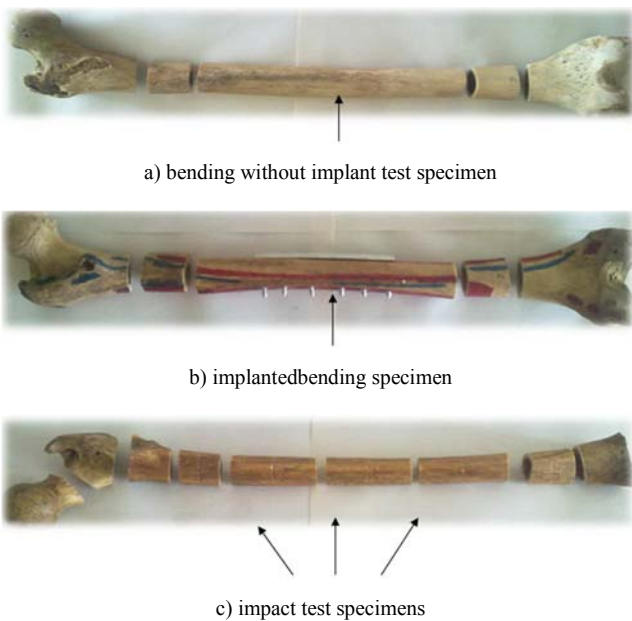 a) bending without implant test specimen
b) implantedbending specimen
c) impact test specimens